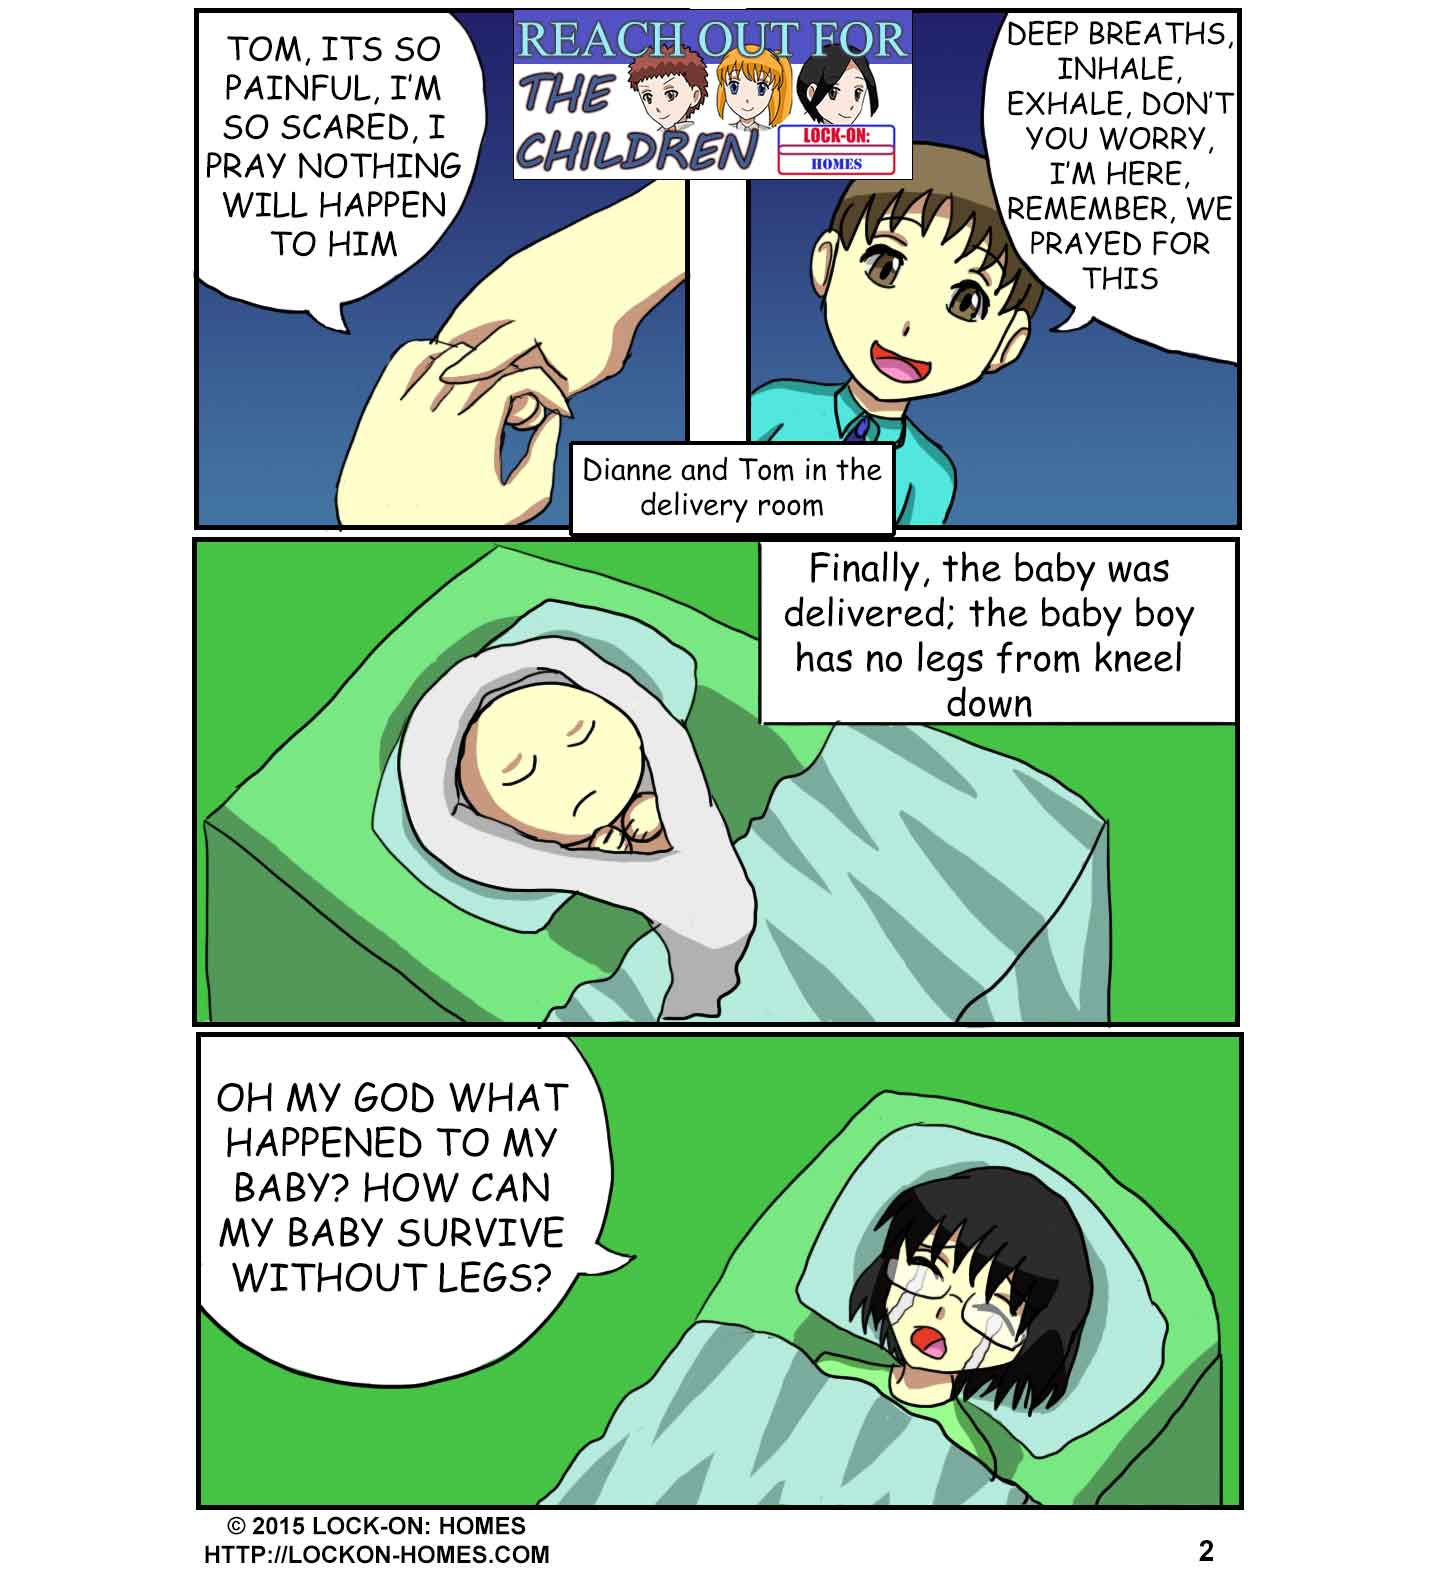 TOM, ITS SO
PAINFUL, I'M
SO SCARED, I
PRAY NOTHING
WILL HAPPEN
TO HIM
REACH OUT FOR
THE
CHILDREN
LOCK-ON:
HOMES
DEEP BREATHS,
INHALE,
EXHALE, DON'T
YOU WORRY,
I'M HERE,
REMEMBER, WE
PRAYED FOR
THIS
Dianne and Tom in the
delivery room
Finally, the baby was
delivered; the baby boy
has no legs from kneel
down
OH MY GOD WHAT
HAPPENED TO MY
BABY? HOW CAN
MY BABY SURVIVE
WITHOUT LEGS?
© 2015 LOCK-ON: HOMES
HTTP://LOCKON-HOMES.COM
2